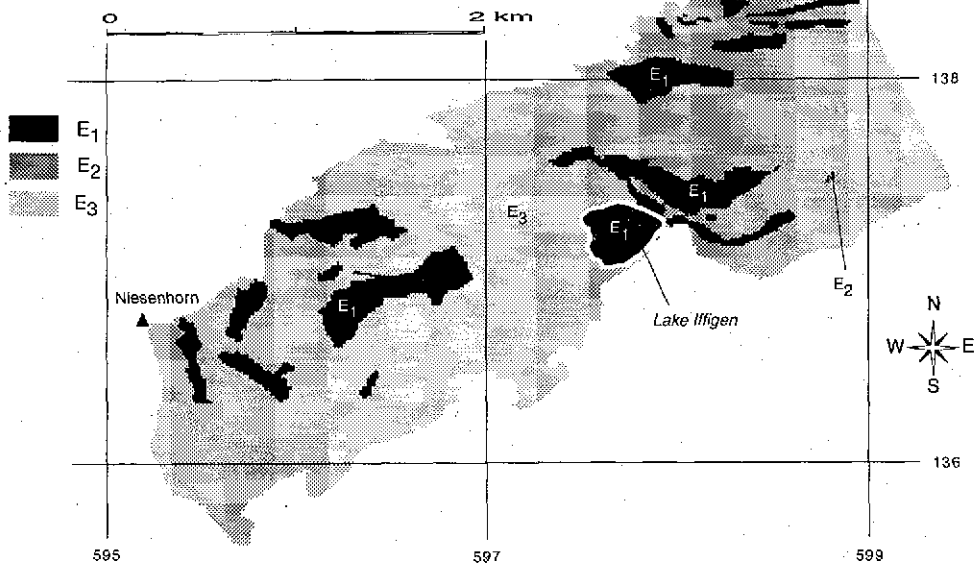 0 2 km
E1
138
E1
E2
E3
E1
E3
E1
E2
Niesenhorn
E1
Lake Iffigen
N
W E
S
136
595 597 599